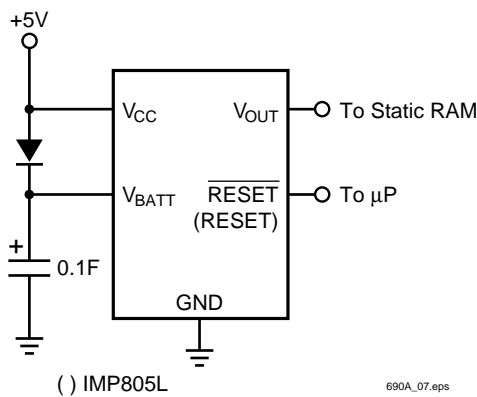 +5V
VCC
VOUT
To Static RAM
VBATT
RESET
(RESET)
To μP
+
0.1F
GND
( ) IMP805L
690A_07.eps